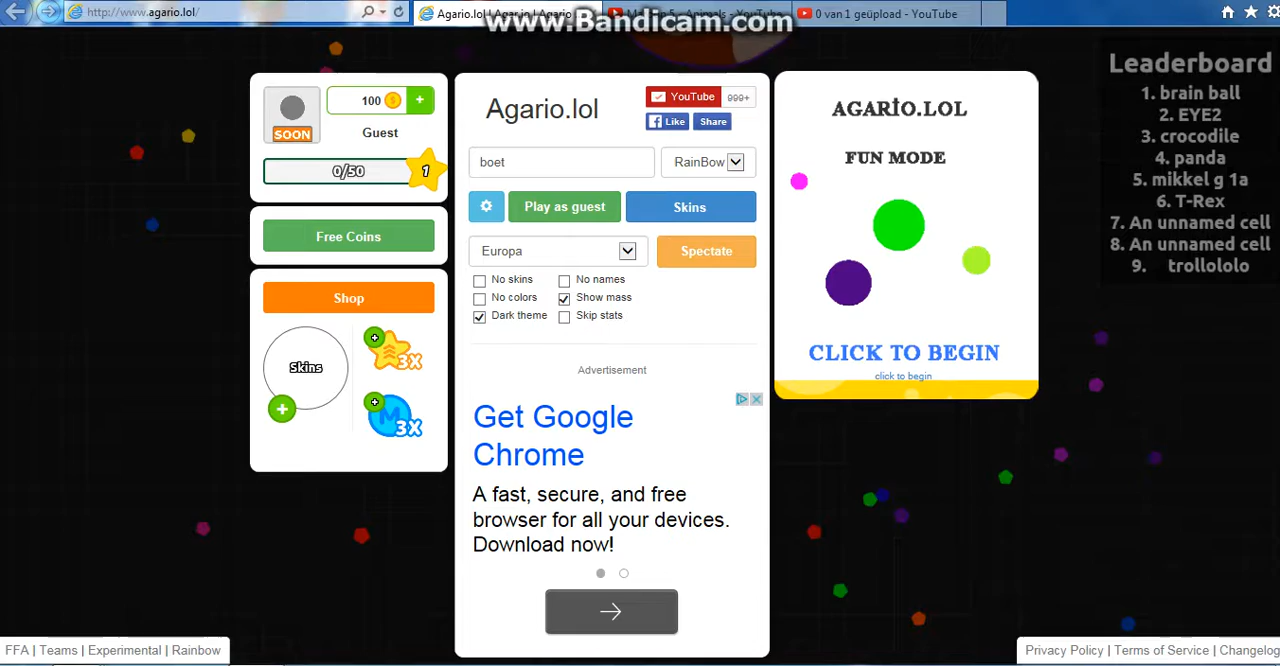 http://www.agario.lol/
Agario.lol | Agar.io | Agario
0 van 1 geüpload - YouTube
www.Bandicam.com
100
Guest
SOON
0/50
1
Free Coins
Shop
Skins
3X
M
3X
Agario.lol
YouTube
999+
Like
Share
boet
RainBow
Play as guest
Skins
Europa
Spectate
No skins
No names
No colors
Show mass
Dark theme
Skip stats
Advertisement
Get Google
Chrome
A fast, secure, and free
browser for all your devices.
Download now!
AGARİO.LOL
FUN MODE
CLICK TO BEGIN
click to begin
Leaderboard
1. brain ball
2. EYE2
3. crocodile
4. panda
5. mikkel g 1a
6. T-Rex
7. An unnamed cell
8. An unnamed cell
9. trollololo
FFA | Teams | Experimental | Rainbow
Privacy Policy | Terms of Service | Changelog